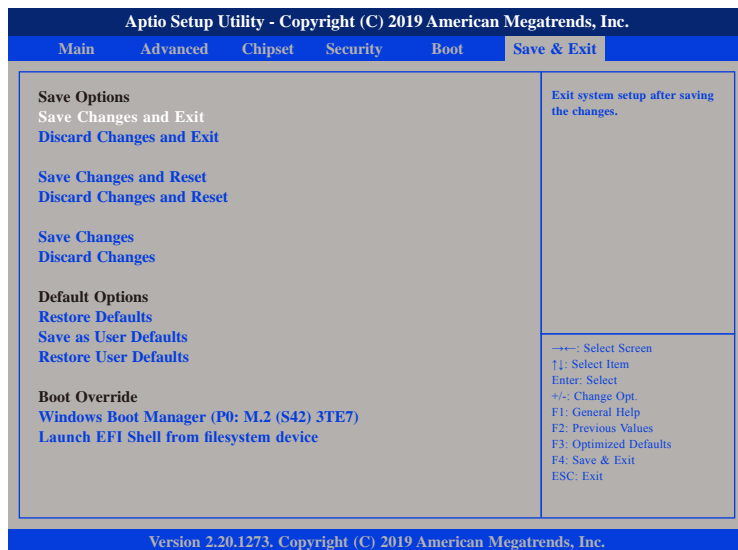 Aptio Setup Utility - Copyright (C) 2019 American Megatrends, Inc.
Main Advanced Chipset Security Boot Save & Exit
Save Options
Save Changes and Exit
Discard Changes and Exit
Save Changes and Reset
Discard Changes and Reset
Save Changes
Discard Changes
Default Options
Restore Defaults
Save as User Defaults
Restore User Defaults
Boot Override
Windows Boot Manager (P0: M.2 (S42) 3TE7)
Launch EFI Shell from filesystem device
Exit system setup after saving
the changes.
→←: Select Screen
↑↓: Select Item
Enter: Select
+/-: Change Opt.
F1: General Help
F2: Previous Values
F3: Optimized Defaults
F4: Save & Exit
ESC: Exit
Version 2.20.1273. Copyright (C) 2019 American Megatrends, Inc.